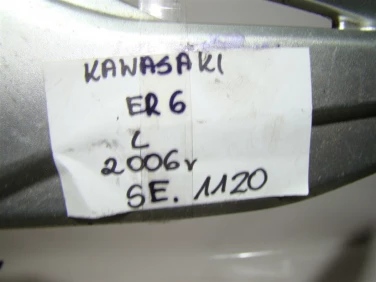 KAWASAKI
ER 6
L
2006r
SE. 1120